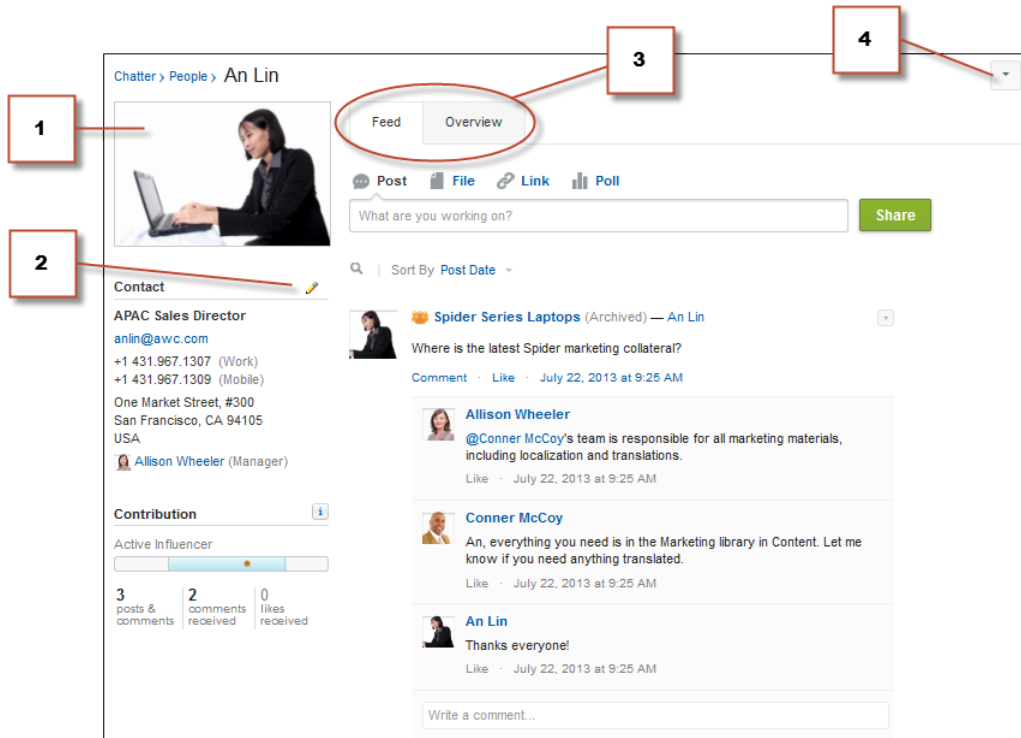 4
3
Chatter › People › An Lin
1
Feed Overview
Post File Link Poll
What are you working on?
Share
2
Sort By Post Date
Contact
APAC Sales Director
anlin@awc.com
+1 431.967.1307 (Work)
+1 431.967.1309 (Mobile)
One Market Street, #300
San Francisco, CA 94105
USA
Allison Wheeler (Manager)
Contribution
i
Active Influencer
3
posts &
comments
2
comments
received
0
likes
received
Spider Series Laptops (Archived) — An Lin
Where is the latest Spider marketing collateral?
Comment · Like · July 22, 2013 at 9:25 AM
Allison Wheeler
@Conner McCoy's team is responsible for all marketing materials,
including localization and translations.
Like · July 22, 2013 at 9:25 AM
Conner McCoy
An, everything you need is in the Marketing library in Content. Let me
know if you need anything translated.
Like · July 22, 2013 at 9:25 AM
An Lin
Thanks everyone!
Like · July 22, 2013 at 9:25 AM
Write a comment...